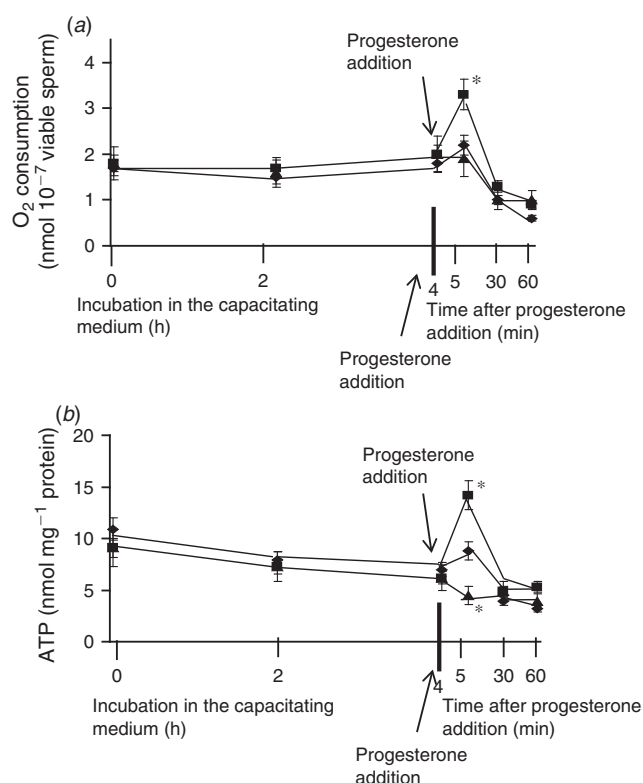 (a)
Progesterone
addition
*
O₂ consumption
(nmol 10⁻⁷ viable sperm)
4
3
2
1
0
0
2
4
5
30
60
Incubation in the capacitating
medium (h)
Time after progesterone
addition (min)
Progesterone
addition
(b)
ATP (nmol mg⁻¹ protein)
20
15
10
5
0
Progesterone
addition
*
*
0
2
4
5
30
60
Incubation in the capacitating
medium (h)
Time after progesterone
addition (min)
Progesterone
addition